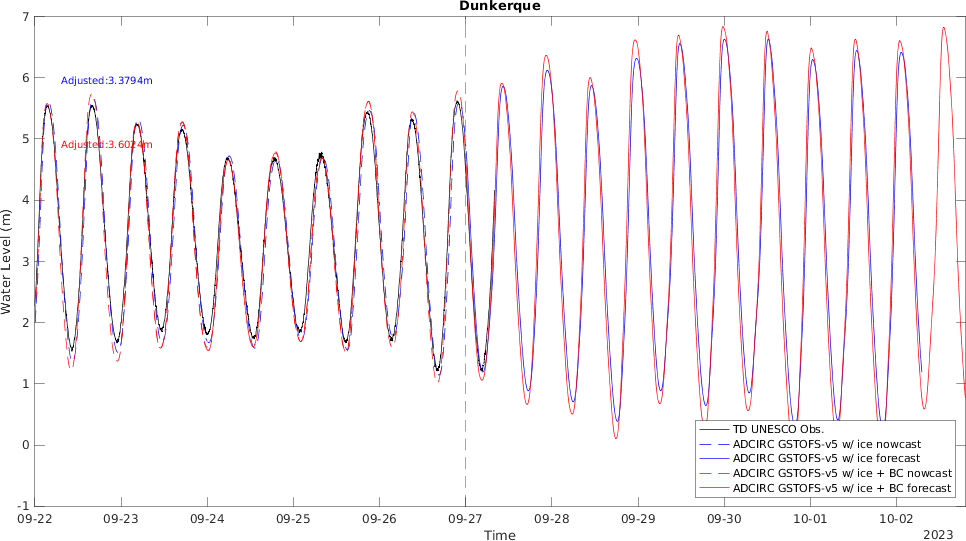 Dunkerque
7
6
5
4
3
2
1
0
-1
Water Level (m)
Adjusted:3.3794m
Adjusted:3.6024m
TD UNESCO Obs.
ADCIRC GSTOFS-v5 w/ ice nowcast
ADCIRC GSTOFS-v5 w/ ice forecast
ADCIRC GSTOFS-v5 w/ ice + BC nowcast
ADCIRC GSTOFS-v5 w/ ice + BC forecast
09-22 09-23 09-24 09-25 09-26 09-27 09-28 09-29 09-30 10-01 10-02
Time
2023